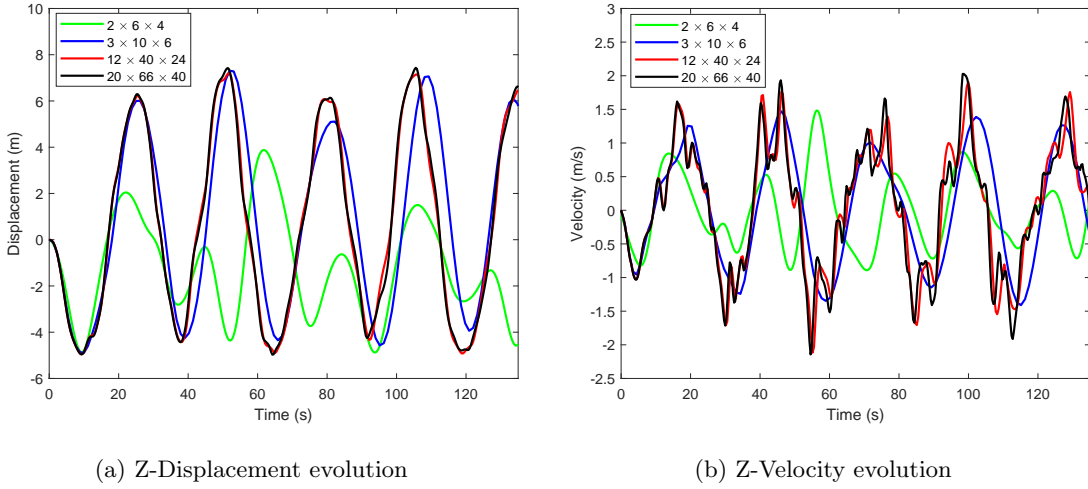 10
8
6
4
2
0
-2
-4
-6
Displacement (m)
2 × 6 × 4
3 × 10 × 6
12 × 40 × 24
20 × 66 × 40
0 20 40 60 80 100 120
Time (s)
(a) Z-Displacement evolution
3
2.5
2
1.5
1
0.5
0
-0.5
-1
-1.5
-2
-2.5
Velocity (m/s)
2 × 6 × 4
3 × 10 × 6
12 × 40 × 24
20 × 66 × 40
0 20 40 60 80 100 120
Time (s)
(b) Z-Velocity evolution